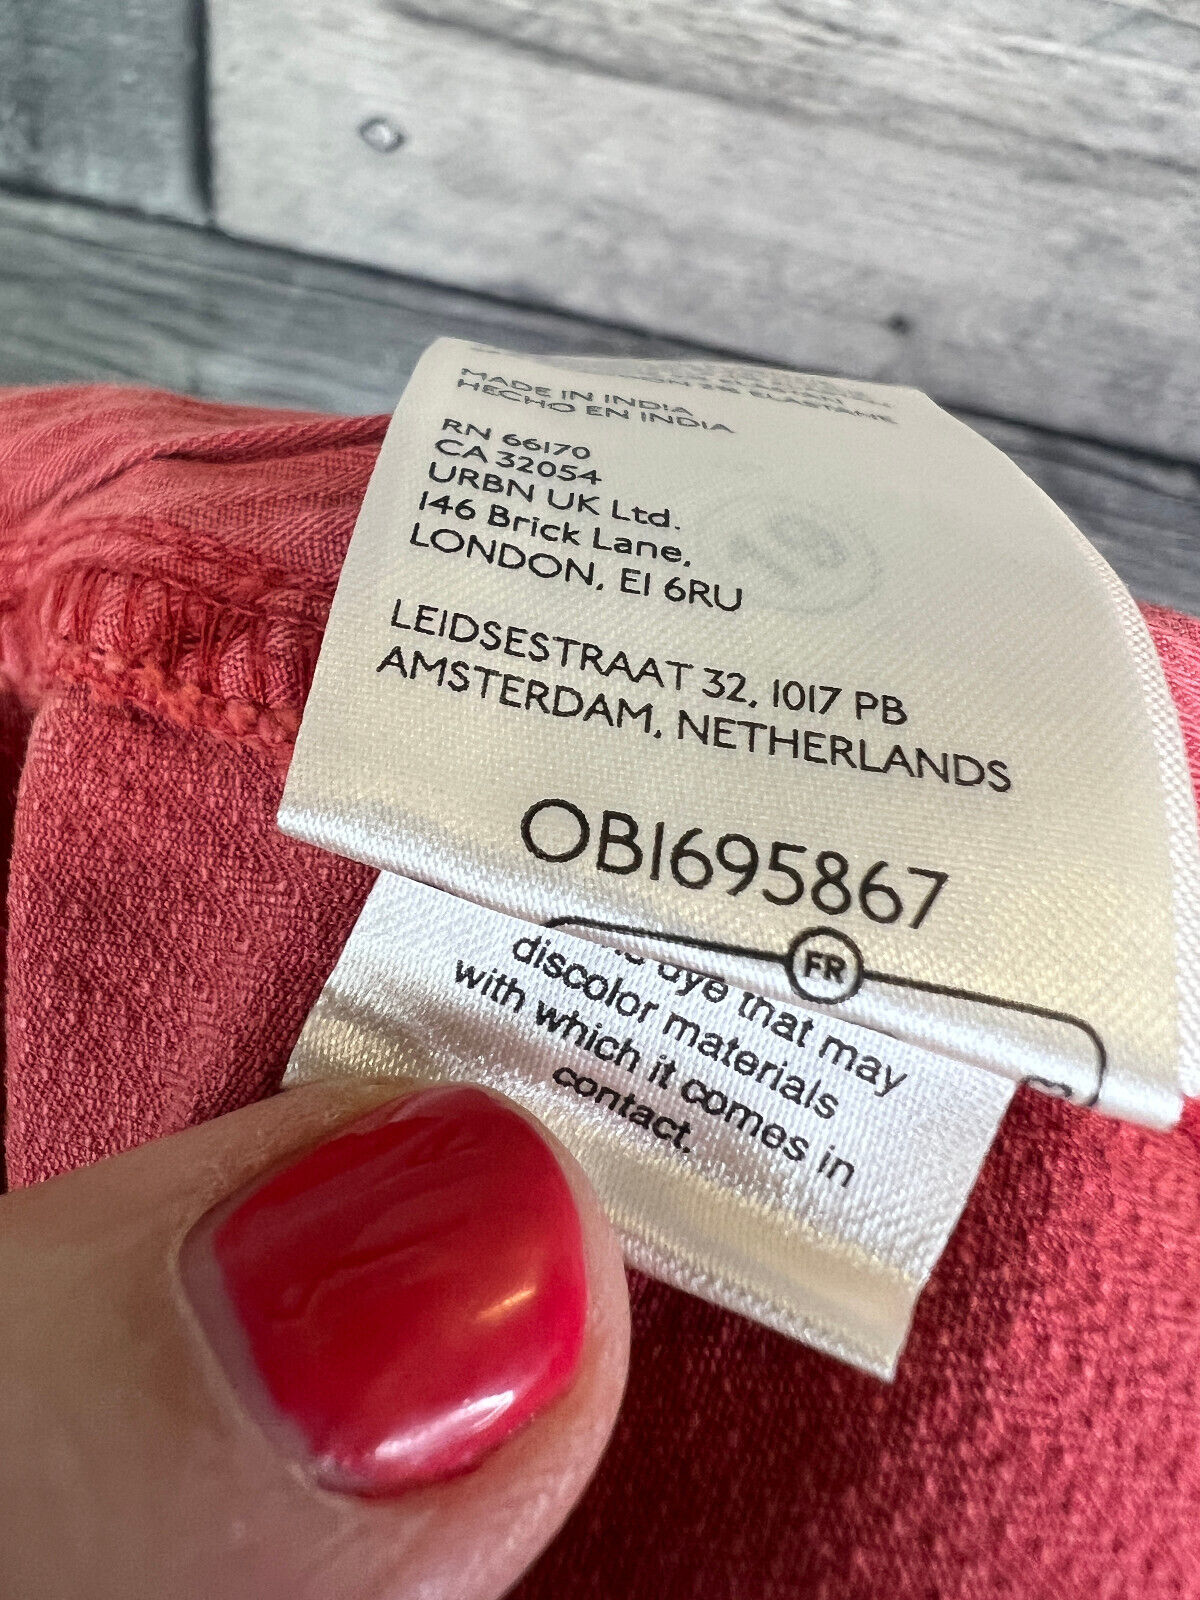 ELASTAME
MADE IN INDIA
HECHO EN INDIA
RN 66170
CA 32054
URBN UK Ltd.
146 Brick Lane,
LONDON, E1 6RU
LEIDSESTRAAT 32, 1017 PB
AMSTERDAM, NETHERLANDS
OB1695867
FR
dye that may
discolor materials
with which it comes in
contact.